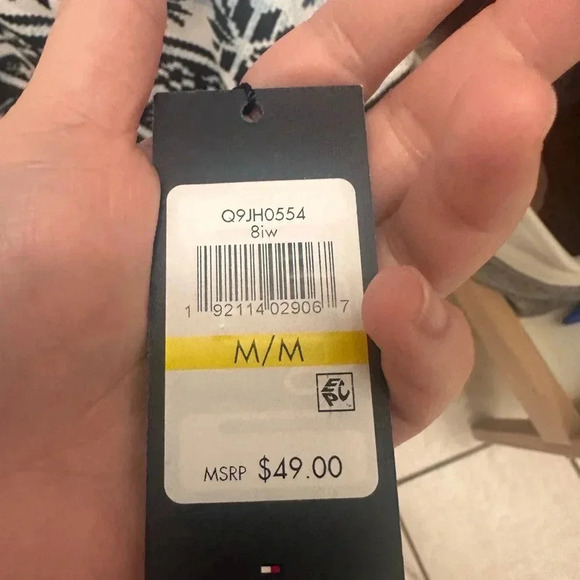 Q9JH0554
8iw
1 92114 02906 7
M/M
EPC
MSRP $49.00